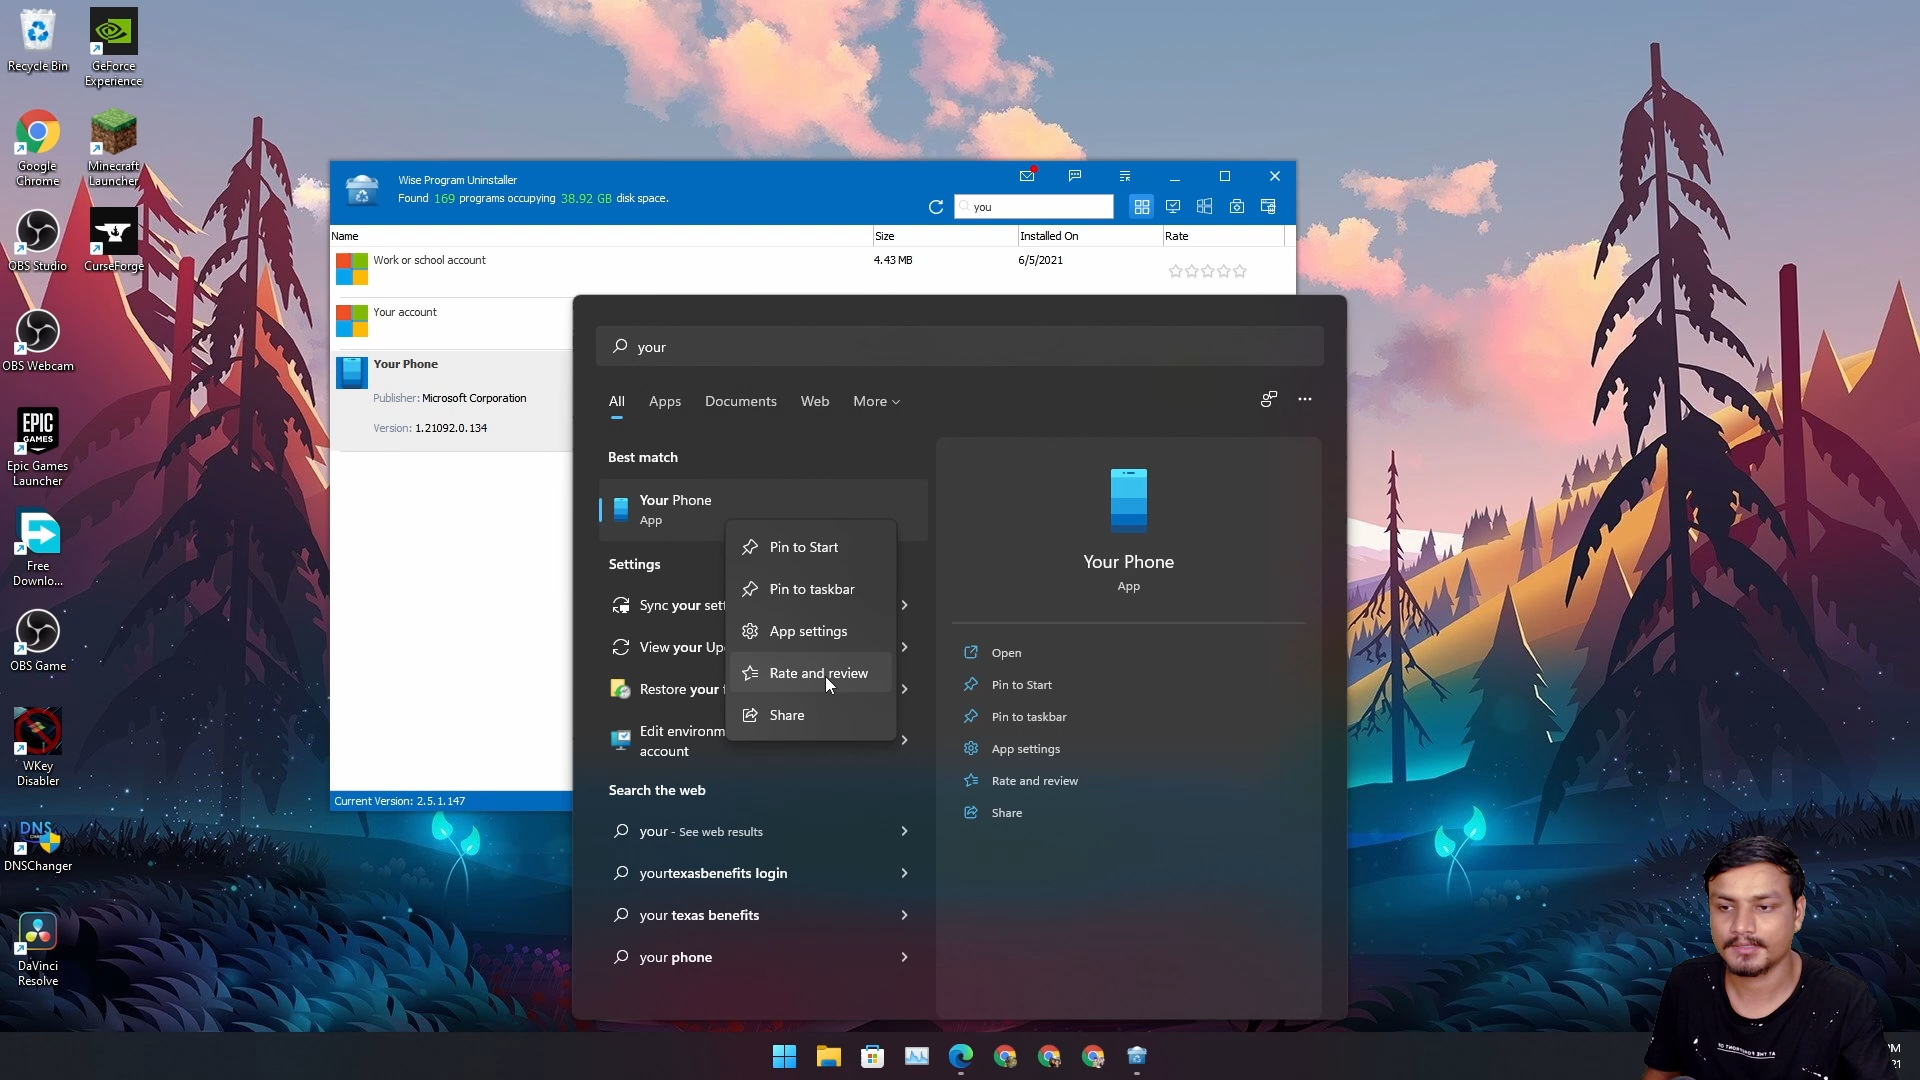 Recycle Bin
GeForce
Experience
Google
Chrome
Minecraft
Launcher
OBS Studio
CurseForge
OBS Webcam
EPIC
GAMES
Epic Games
Launcher
Free
Downlo...
OBS Game
WKey
Disabler
DNS
DNSChanger
DaVinci
Resolve
Wise Program Uninstaller
Found 169 programs occupying 38.92 GB disk space.
you
Name
Size
Installed On
Rate
Work or school account
4.43 MB
6/5/2021
Your account
Your Phone
Publisher: Microsoft Corporation
Version: 1.21092.0.134
Current Version: 2.5.1.147
your
All
Apps
Documents
Web
More
Best match
Your Phone
App
Settings
Sync your sett
View your Up
Restore your f
Edit environm
account
Search the web
your - See web results
yourtexasbenefits login
your texas benefits
your phone
Pin to Start
Pin to taskbar
App settings
Rate and review
Share
Your Phone
App
Open
Pin to Start
Pin to taskbar
App settings
Rate and review
Share